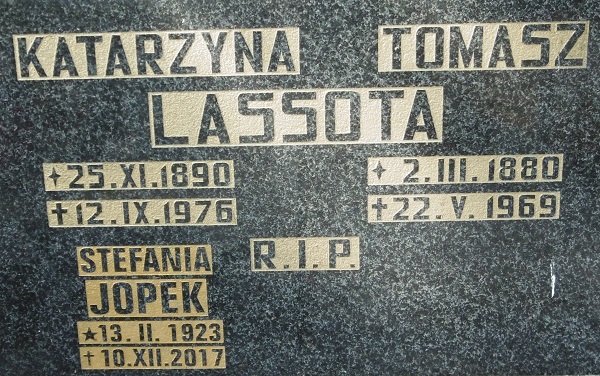 KATARZYNA TOMASZ
LASSOTA
✦25.XI.1890 ✦ 2.III.1880
✝12.IX.1976 ✝22.V.1969
STEFANIA R.I.P.
JOPEK
★13.II.1923
✝10.XII.2017